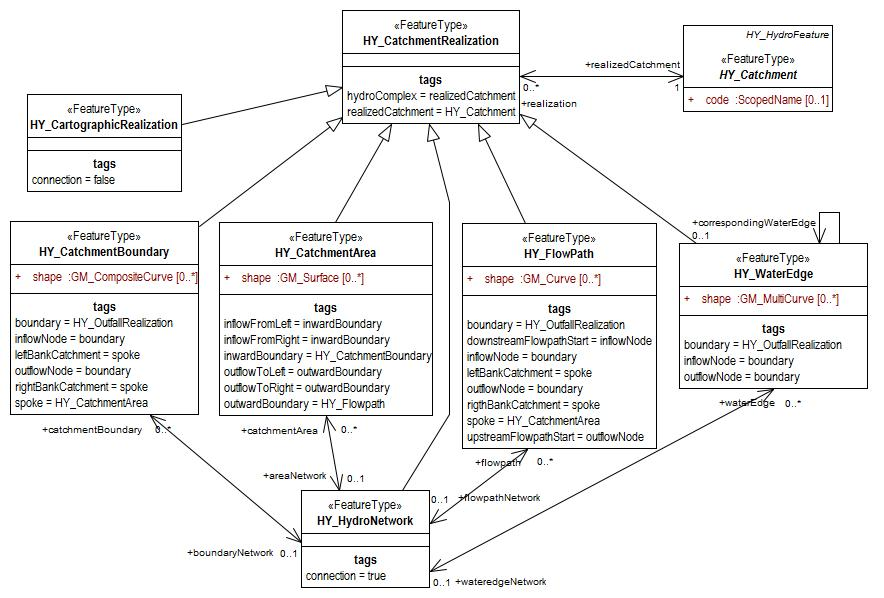 «FeatureType»
HY_CatchmentRealization
tags
hydroComplex = realizedCatchment
realizedCatchment = HY_Catchment
+realizedCatchment
0..*
1
+realization
HY_HydroFeature
«FeatureType»
HY_Catchment
+ code :ScopedName [0..1]
«FeatureType»
HY_CartographicRealization
tags
connection = false
«FeatureType»
HY_CatchmentBoundary
+ shape :GM_CompositeCurve [0..*]
tags
boundary = HY_OutfallRealization
inflowNode = boundary
leftBankCatchment = spoke
outflowNode = boundary
rightBankCatchment = spoke
spoke = HY_CatchmentArea
«FeatureType»
HY_CatchmentArea
+ shape :GM_Surface [0..*]
tags
inflowFromLeft = inwardBoundary
inflowFromRight = inwardBoundary
inwardBoundary = HY_CatchmentBoundary
outflowToLeft = outwardBoundary
outflowToRight = outwardBoundary
outwardBoundary = HY_Flowpath
«FeatureType»
HY_FlowPath
+ shape :GM_Curve [0..*]
tags
boundary = HY_OutfallRealization
downstreamFlowpathStart = inflowNode
inflowNode = boundary
leftBankCatchment = spoke
outflowNode = boundary
rigthBankCatchment = spoke
spoke = HY_CatchmentArea
upstreamFlowpathStart = outflowNode
+correspondingWaterEdge
0..1
«FeatureType»
HY_WaterEdge
+ shape :GM_MultiCurve [0..*]
tags
boundary = HY_OutfallRealization
inflowNode = boundary
outflowNode = boundary
+catchmentBoundary 0..*
+catchmentArea 0..*
+flowpath 0..*
+waterEdge 0..*
+areaNetwork 0..1
0..1 +flowpathNetwork
«FeatureType»
HY_HydroNetwork
tags
connection = true
+boundaryNetwork 0..1
0..1 +wateredgeNetwork